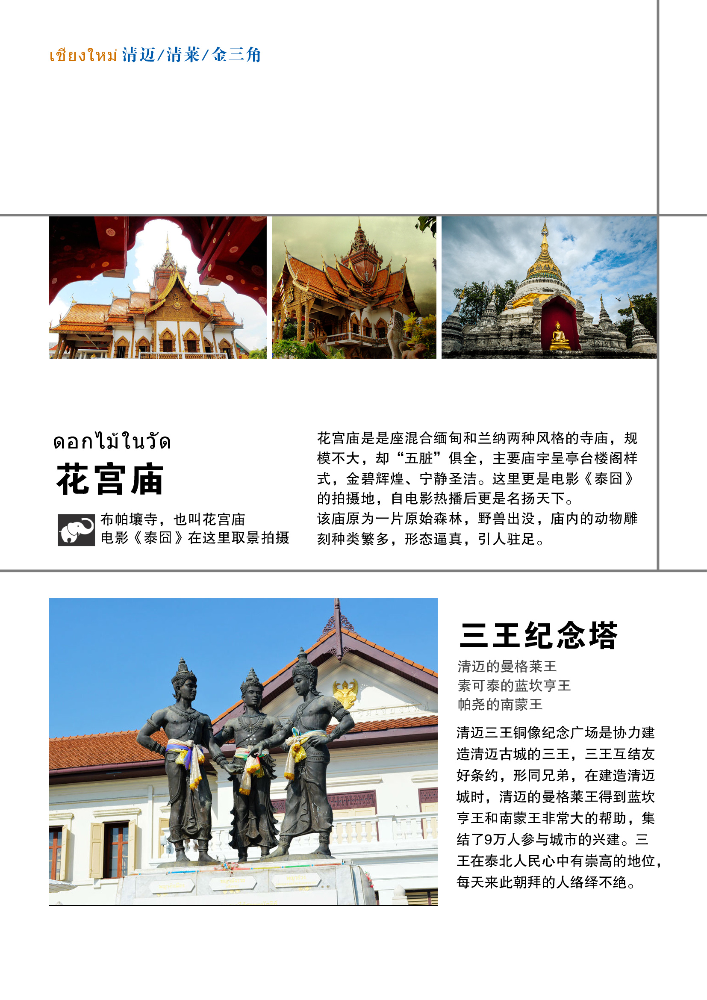 เชียงใหม่ 清迈/清莱/金三角
ดอกไม้ในวัด
花宫庙
布帕壤寺，也叫花宫庙
电影《泰囧》在这里取景拍摄
花宫庙是是座混合缅甸和兰纳两种风格的寺庙，规
模不大，却“五脏”俱全，主要庙宇呈亭台楼阁样
式，金碧辉煌、宁静圣洁。这里更是电影《泰囧》
的拍摄地，自电影热播后更是名扬天下。
该庙原为一片原始森林，野兽出没，庙内的动物雕
刻种类繁多，形态逼真，引人驻足。
三王纪念塔
清迈的曼格莱王
素可泰的蓝坎亨王
帕尧的南蒙王
清迈三王铜像纪念广场是协力建
造清迈古城的三王，三王互结友
好条约，形同兄弟，在建造清迈
城时，清迈的曼格莱王得到蓝坎
亨王和南蒙王非常大的帮助，集
结了9万人参与城市的兴建。三
王在泰北人民心中有崇高的地位，
每天来此朝拜的人络绎不绝。